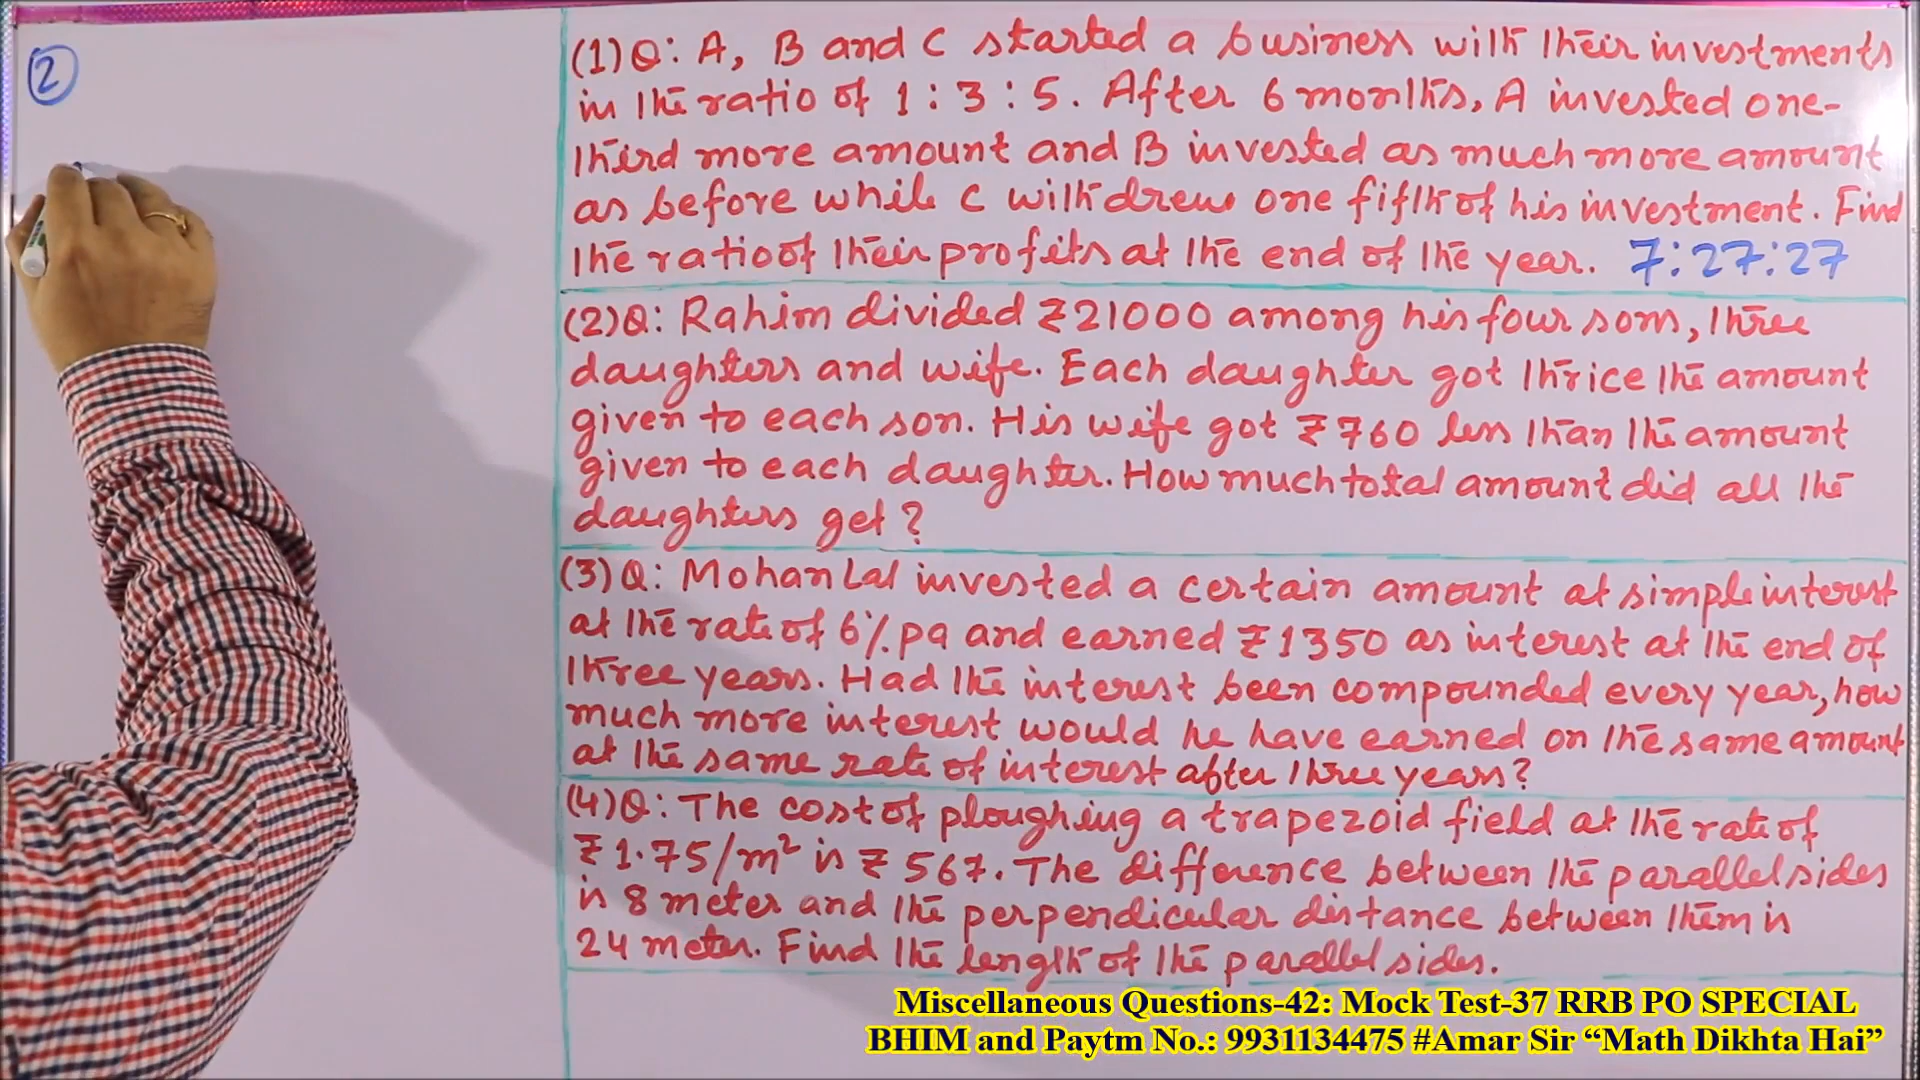 2
(1) Q: A, B and C started a business with their investments
in the ratio of 1 : 3 : 5. After 6 months, A invested one-
third more amount and B invested as much more amount
as before while C withdrew one fifth of his investment. Find
the ratio of their profits at the end of the year. 7:27:27
(2) Q: Rahim divided ₹21000 among his four sons, three
daughters and wife. Each daughter got thrice the amount
given to each son. His wife got ₹760 less than the amount
given to each daughter. How much total amount did all the
daughters get?
(3) Q: Mohan Lal invested a certain amount at simple interest
at the rate of 6% pa and earned ₹1350 as interest at the end of
three years. Had the interest been compounded every year, how
much more interest would he have earned on the same amount
at the same rate of interest after three years?
(4) Q: The cost of ploughing a trapezoid field at the rate of
₹1.75/m² is ₹567. The difference between the parallel sides
is 8 meter and the perpendicular distance between them is
24 meter. Find the length of the parallel sides.
Miscellaneous Questions-42: Mock Test-37 RRB PO SPECIAL
BHIM and Paytm No.: 9931134475 #Amar Sir “Math Dikhta Hai”